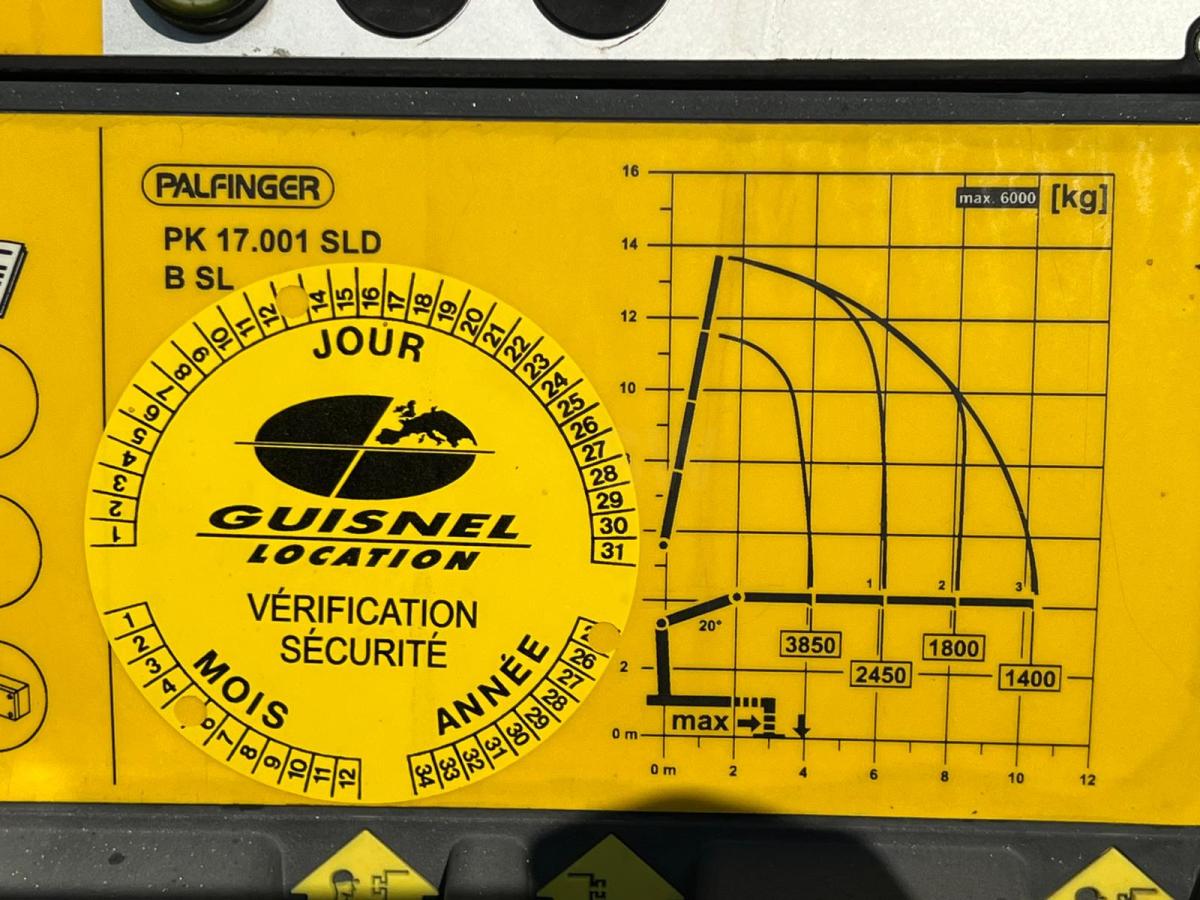 PALFINGER
PK 17.001 SLD
B SL
1 2 3 4 5 6 7 8 9 10 11 12 14 15 16 17 18 19 20 21 22 23 24 25 26 27 28 29 30 31
JOUR
GUISNEL
LOCATION
VÉRIFICATION
SÉCURITÉ
MOIS
1 2 3 4 6 7 8 9 10 11 12
ANNÉE
26 27 28 29 30 31 32 33 34
max. 6000 [kg]
16
14
12
10
1 2 3
20°
3850 1800
2450 1400
2
max
0 m
0 m 2 4 6 8 10 12